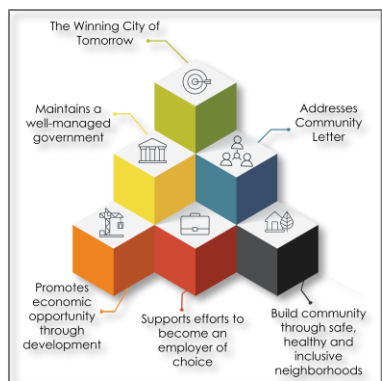 The Winning City of
Tomorrow
Maintains a
well-managed
government
Addresses
Community
Letter
Promotes
economic
opportunity
through
development
Supports efforts to
become an
employer of
choice
Build community
through safe,
healthy and
inclusive
neighborhoods